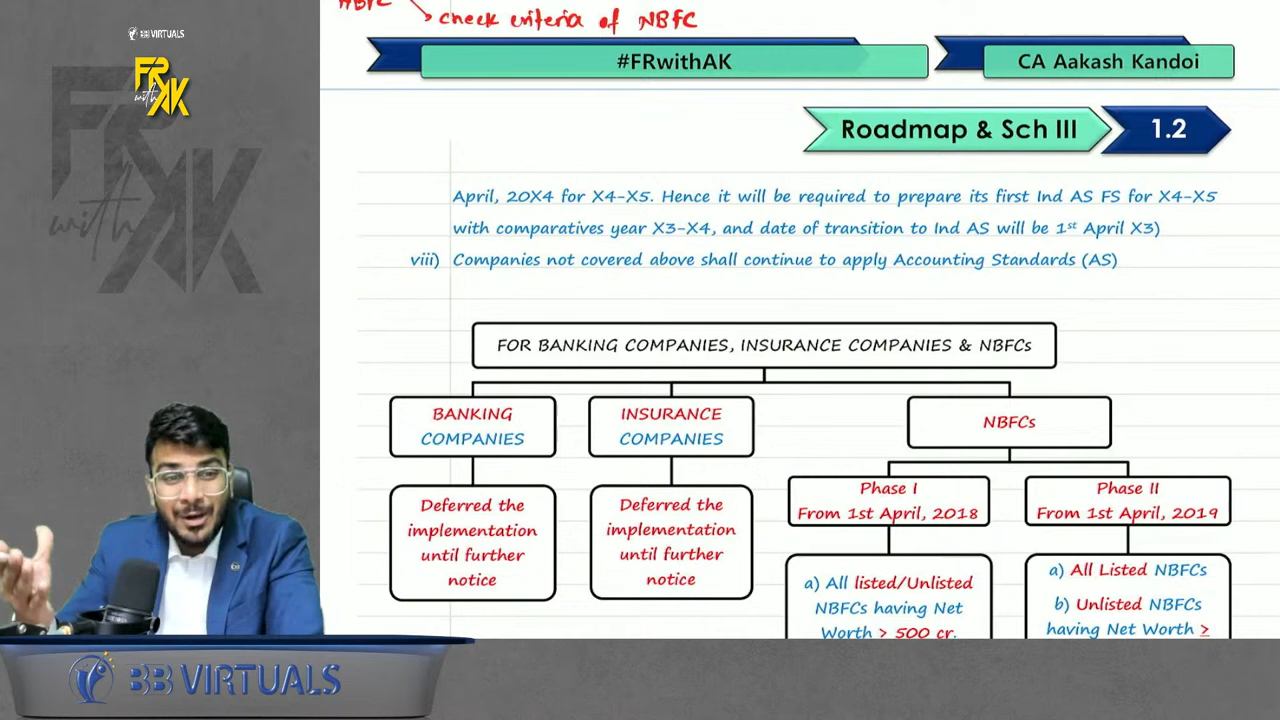 NBFC
check criteria of NBFC
BB VIRTUALS
FR
with
AK
#FRwithAK
CA Aakash Kandoi
FR
with
AK
Roadmap & Sch III
1.2
April, 20X4 for X4-X5. Hence it will be required to prepare its first Ind AS FS for X4-X5
with comparatives year X3-X4, and date of transition to Ind AS will be 1st April X3)
viii) Companies not covered above shall continue to apply Accounting Standards (AS)
FOR BANKING COMPANIES, INSURANCE COMPANIES & NBFCs
BANKING
COMPANIES
INSURANCE
COMPANIES
NBFCs
Deferred the
implementation
until further
notice
Deferred the
implementation
until further
notice
Phase I
From 1st April, 2018
Phase II
From 1st April, 2019
a) All listed/Unlisted
NBFCs having Net
Worth > 500 cr.
a) All Listed NBFCs
b) Unlisted NBFCs
having Net Worth ≥
BB VIRTUALS